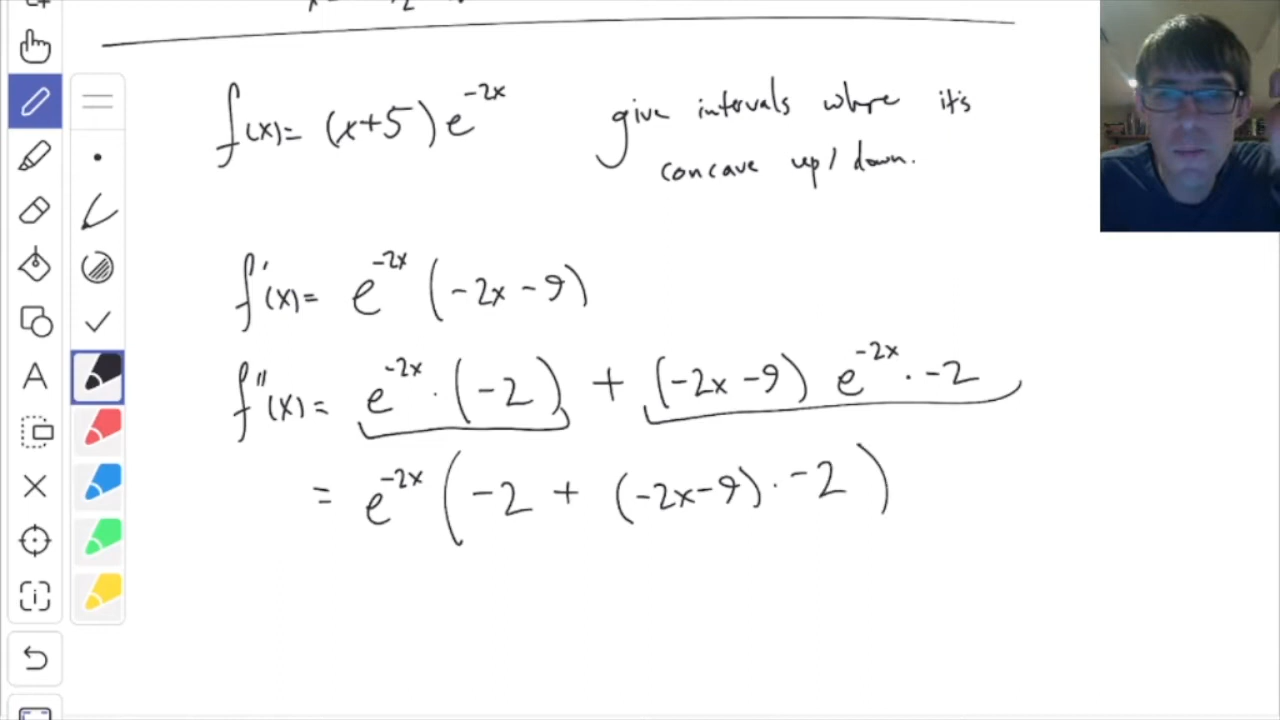 f(x) = (x+5) e^{-2x}    give intervals where it's
concave up / down.
f'(x) = e^{-2x} (-2x - 9)
f''(x) = e^{-2x} · (-2) + (-2x - 9) e^{-2x} · -2
= e^{-2x} ( -2 + (-2x-9) · -2 )
A